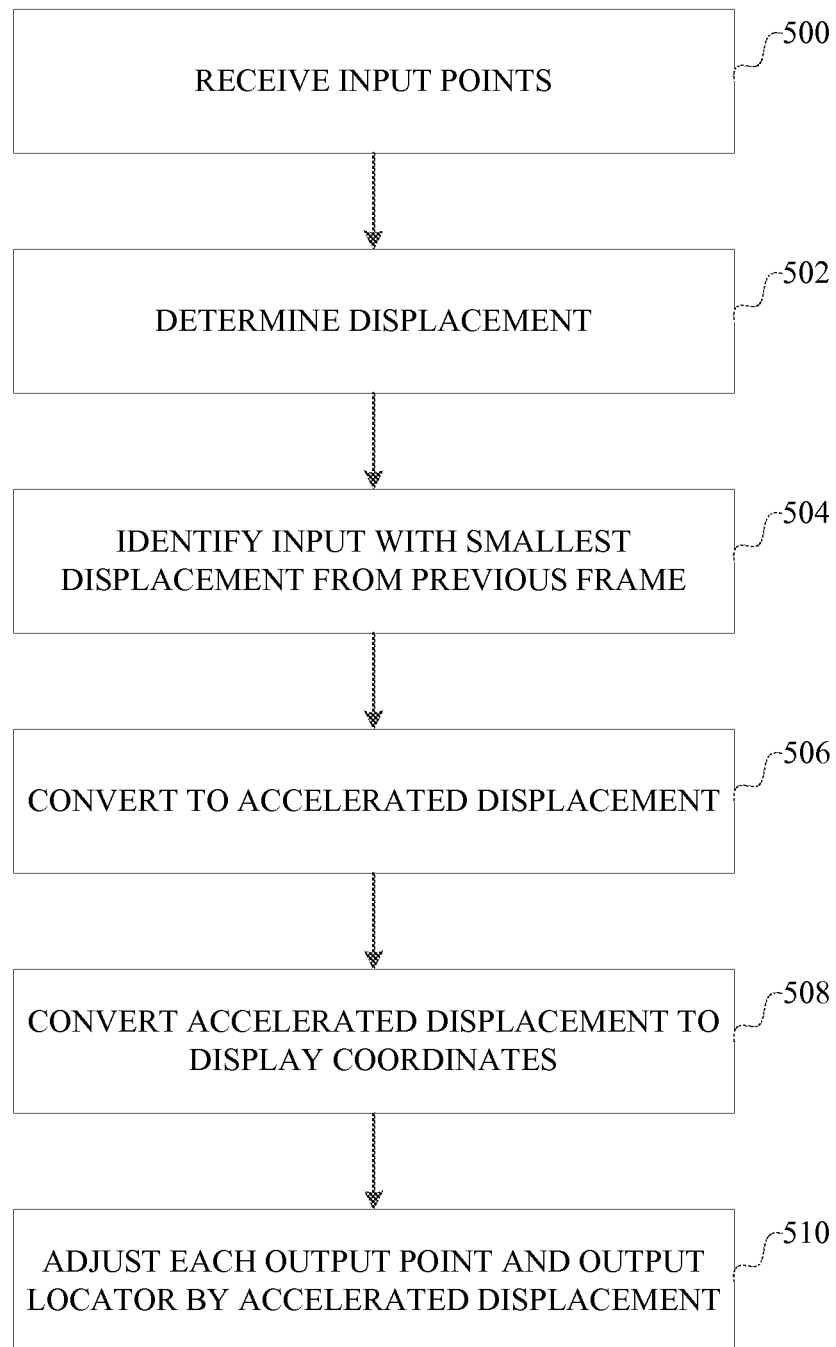 500
RECEIVE INPUT POINTS
502
DETERMINE DISPLACEMENT
504
IDENTIFY INPUT WITH SMALLEST
DISPLACEMENT FROM PREVIOUS FRAME
506
CONVERT TO ACCELERATED DISPLACEMENT
508
CONVERT ACCELERATED DISPLACEMENT TO
DISPLAY COORDINATES
510
ADJUST EACH OUTPUT POINT AND OUTPUT
LOCATOR BY ACCELERATED DISPLACEMENT